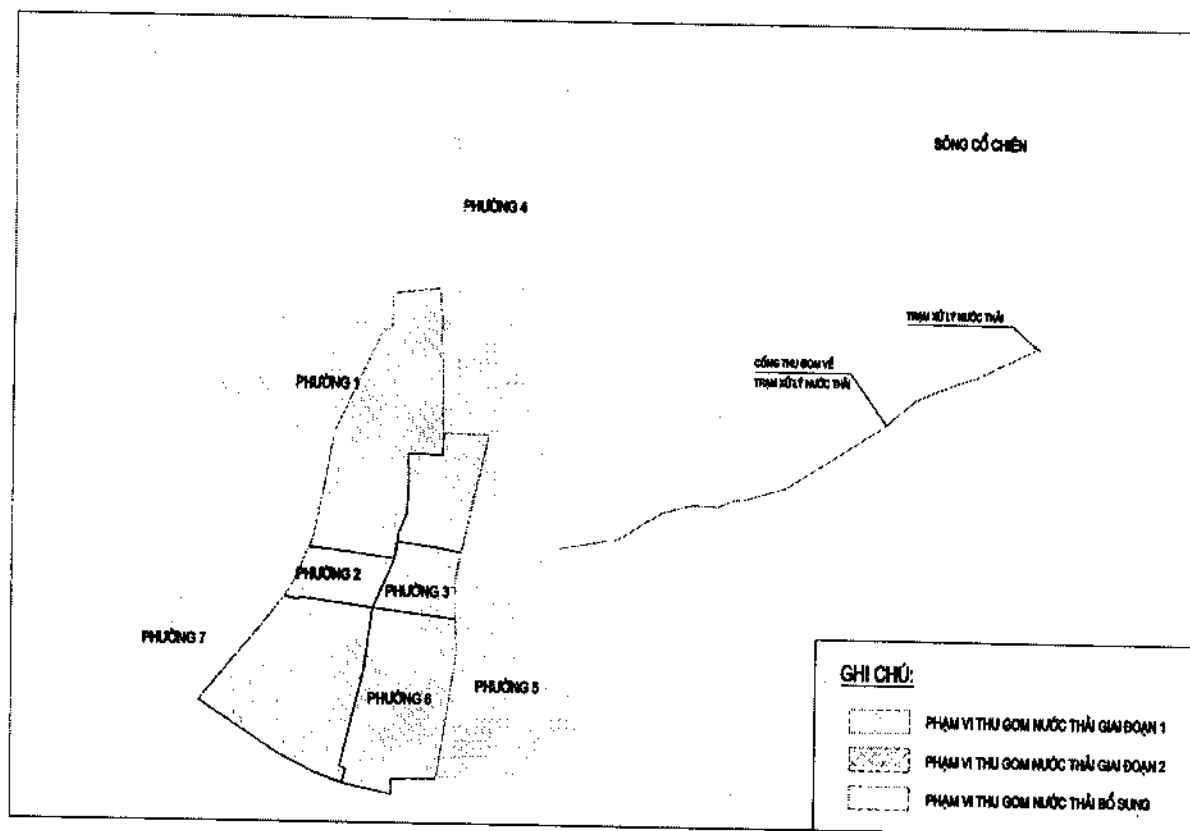 SÔNG CỔ CHIÊN
PHƯỜNG 4
TRẠM XỬ LÝ NƯỚC THẢI
CỐNG THU GOM VỀ
TRẠM XỬ LÝ NƯỚC THẢI
PHƯỜNG 1
PHƯỜNG 2
PHƯỜNG 3
PHƯỜNG 7
PHƯỜNG 5
PHƯỜNG 6
GHI CHÚ:
PHẠM VI THU GOM NƯỚC THẢI GIAI ĐOẠN 1
PHẠM VI THU GOM NƯỚC THẢI GIAI ĐOẠN 2
PHẠM VI THU GOM NƯỚC THẢI BỔ SUNG